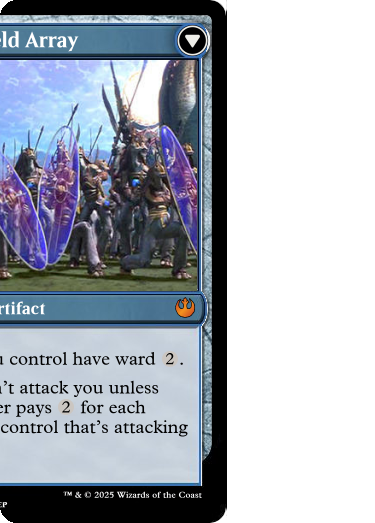 eld Array
rtifact
u control have ward 2.
't attack you unless
er pays 2 for each
control that's attacking
™ & © 2025 Wizards of the Coast
EP